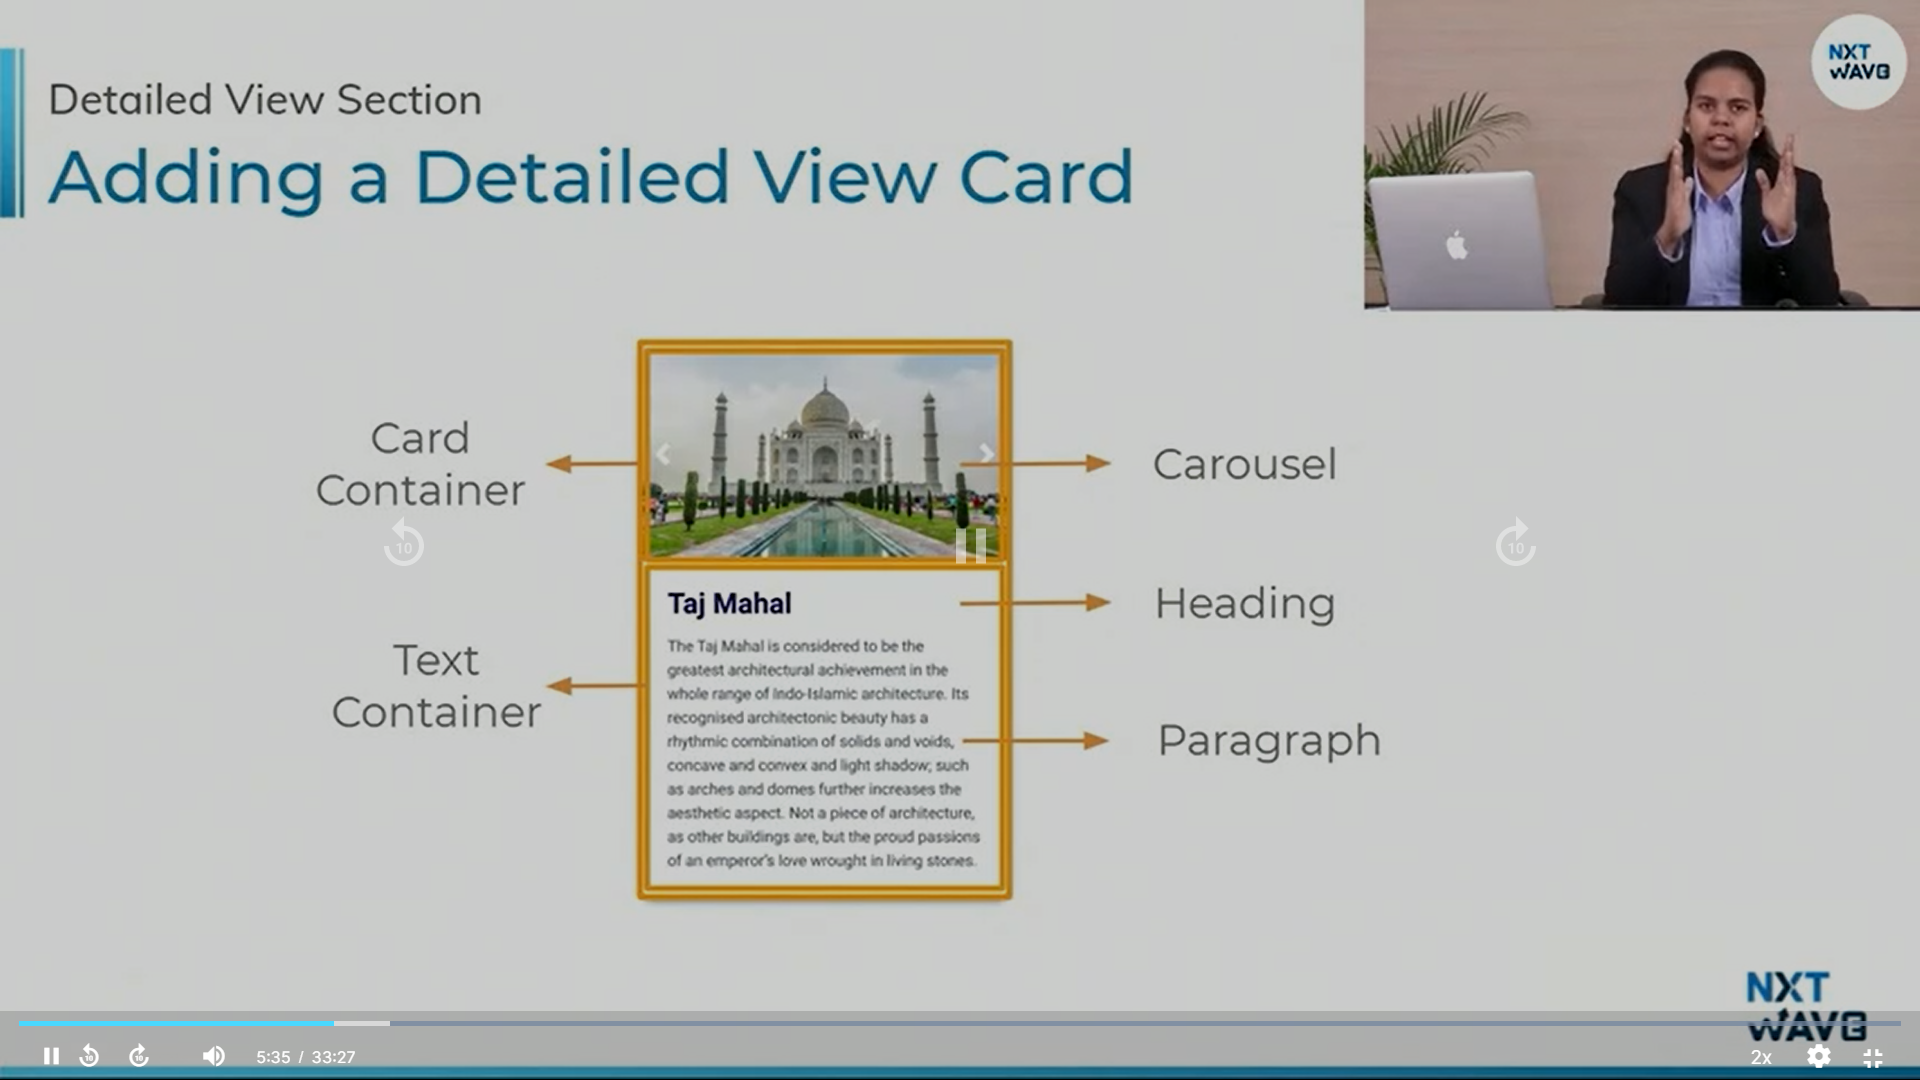 Detailed View Section
Adding a Detailed View Card
NXT
WAVE
Card
Container
Carousel
10
10
Taj Mahal
Heading
The Taj Mahal is considered to be the
greatest architectural achievement in the
whole range of Indo-Islamic architecture. Its
recognised architectonic beauty has a
rhythmic combination of solids and voids,
concave and convex and light shadow; such
as arches and domes further increases the
aesthetic aspect. Not a piece of architecture,
as other buildings are, but the proud passions
of an emperor's love wrought in living stones.
Text
Container
Paragraph
NXT
WAVE
10
10
5:35 / 33:27
2x